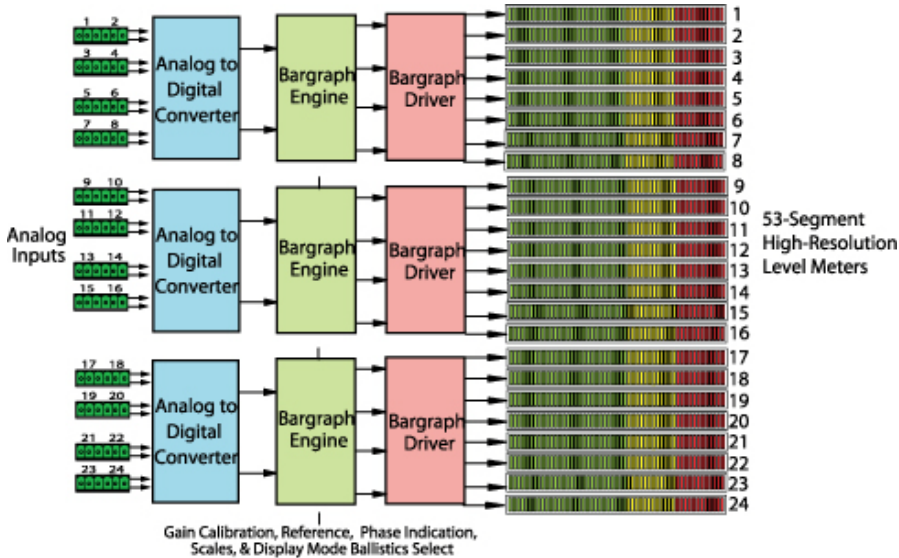 1 2
3 4
5 6
7 8
Analog to
Digital
Converter
Bargraph
Engine
Bargraph
Driver
1
2
3
4
5
6
7
8
Analog
Inputs
9 10
11 12
13 14
15 16
Analog to
Digital
Converter
Bargraph
Engine
Bargraph
Driver
9
10
11
12
13
14
15
16
53-Segment
High-Resolution
Level Meters
17 18
19 20
21 22
23 24
Analog to
Digital
Converter
Bargraph
Engine
Bargraph
Driver
17
18
19
20
21
22
23
24
Gain Calibration, Reference, Phase Indication,
Scales, & Display Mode Ballistics Select